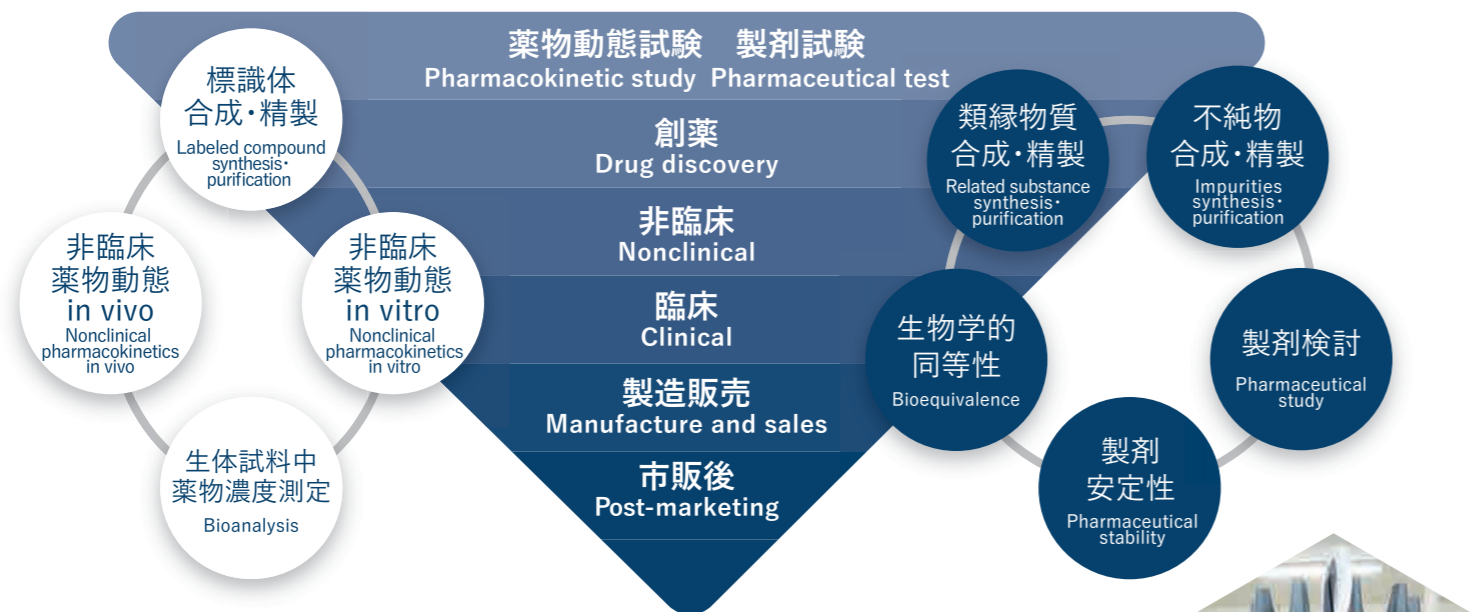 薬物動態試験 製剤試験
Pharmacokinetic study Pharmaceutical test
創薬
Drug discovery
非臨床
Nonclinical
臨床
Clinical
製造販売
Manufacture and sales
市販後
Post-marketing
標識体
合成・精製
Labeled compound
synthesis・
purification
非臨床
薬物動態
in vivo
Nonclinical
pharmacokinetics
in vivo
非臨床
薬物動態
in vitro
Nonclinical
pharmacokinetics
in vitro
生体試料中
薬物濃度測定
Bioanalysis
類縁物質
合成・精製
Related substance
synthesis・
purification
不純物
合成・精製
Impurities
synthesis・
purification
生物学的
同等性
Bioequivalence
製剤検討
Pharmaceutical
study
製剤
安定性
Pharmaceutical
stability